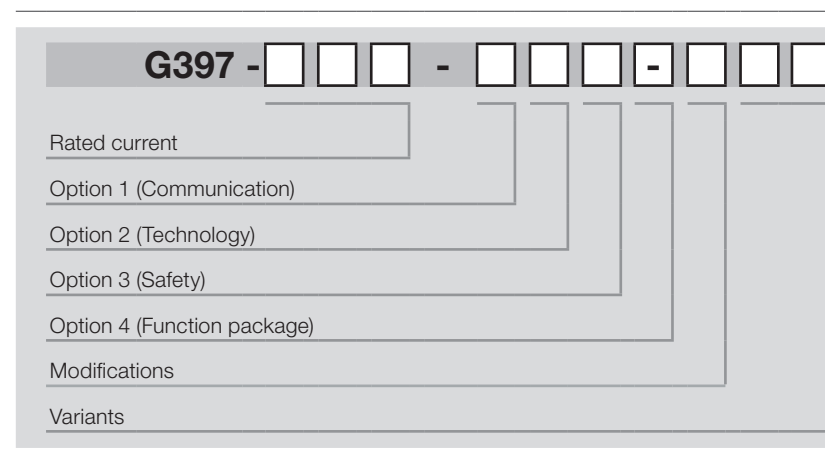 G397 - -  -
Rated current
Option 1 (Communication)
Option 2 (Technology)
Option 3 (Safety)
Option 4 (Function package)
Modifications
Variants